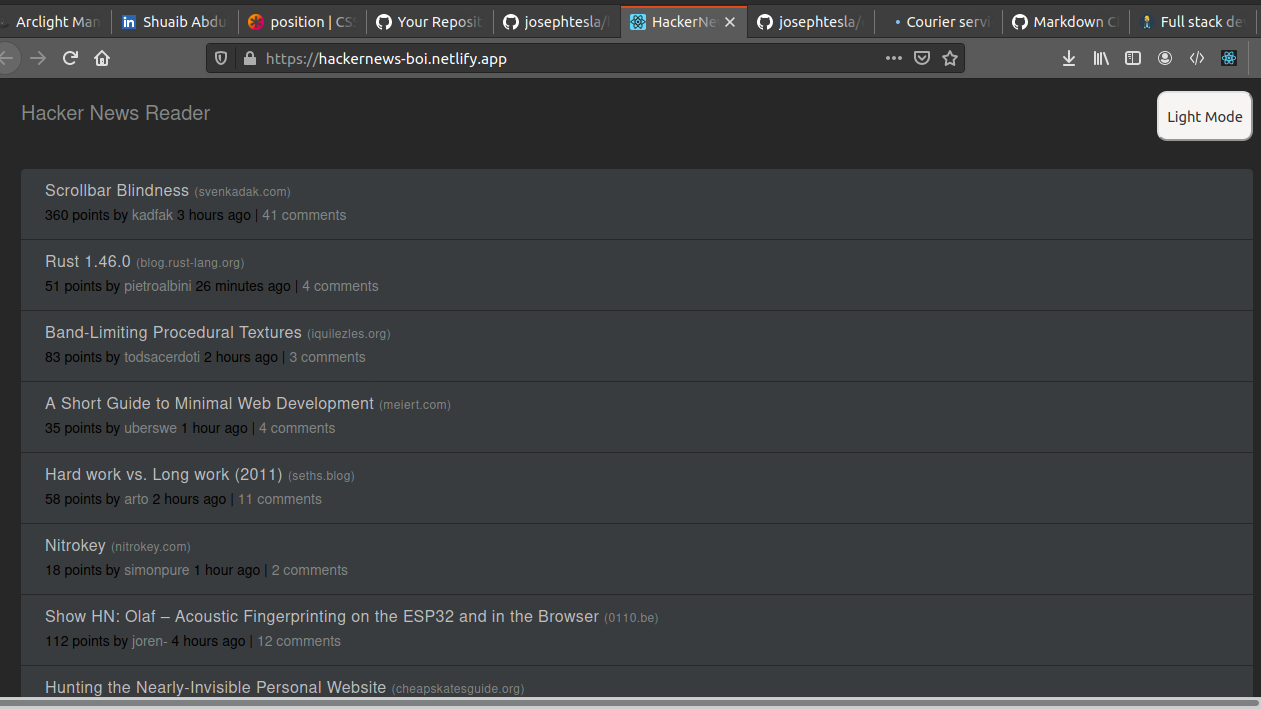 Arclight Man
Shuaib Abdu
position | CSS
Your Reposit
josephtesla/
HackerNe
josephtesla/
Courier servi
Markdown C
Full stack de
https://hackernews-boi.netlify.app
Hacker News Reader
Light Mode
Scrollbar Blindness (svenkadak.com)
360 points by kadfak 3 hours ago | 41 comments
Rust 1.46.0 (blog.rust-lang.org)
51 points by pietroalbini 26 minutes ago | 4 comments
Band-Limiting Procedural Textures (iquilezles.org)
83 points by todsacerdoti 2 hours ago | 3 comments
A Short Guide to Minimal Web Development (meiert.com)
35 points by uberswe 1 hour ago | 4 comments
Hard work vs. Long work (2011) (seths.blog)
58 points by arto 2 hours ago | 11 comments
Nitrokey (nitrokey.com)
18 points by simonpure 1 hour ago | 2 comments
Show HN: Olaf – Acoustic Fingerprinting on the ESP32 and in the Browser (0110.be)
112 points by joren- 4 hours ago | 12 comments
Hunting the Nearly-Invisible Personal Website (cheapskatesguide.org)